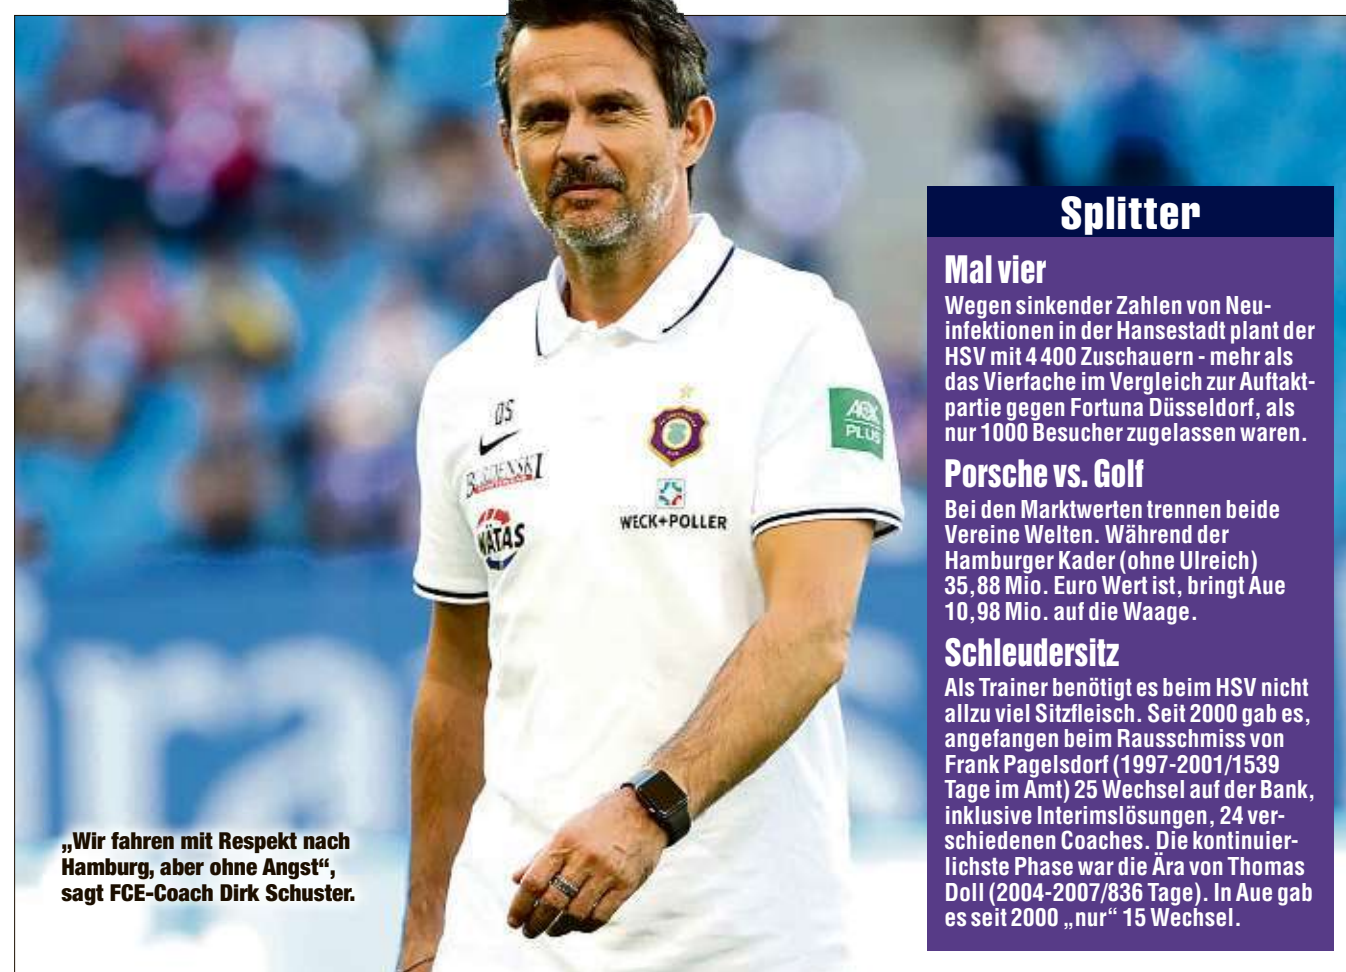 „Wir fahren mit Respekt nach
Hamburg, aber ohne Angst“,
sagt FCE-Coach Dirk Schuster.
DS
WECK+POLLER
AOK
PLUS
Splitter
Mal vier
Wegen sinkender Zahlen von Neu-
infektionen in der Hansestadt plant der
HSV mit 4 400 Zuschauern - mehr als
das Vierfache im Vergleich zur Auftakt-
partie gegen Fortuna Düsseldorf, als
nur 1000 Besucher zugelassen waren.
Porsche vs. Golf
Bei den Marktwerten trennen beide
Vereine Welten. Während der
Hamburger Kader (ohne Ulreich)
35,88 Mio. Euro Wert ist, bringt Aue
10,98 Mio. auf die Waage.
Schleudersitz
Als Trainer benötigt es beim HSV nicht
allzu viel Sitzfleisch. Seit 2000 gab es,
angefangen beim Rausschmiss von
Frank Pagelsdorf (1997-2001/1539
Tage im Amt) 25 Wechsel auf der Bank,
inklusive Interimslösungen, 24 ver-
schiedenen Coaches. Die kontinuier-
lichste Phase war die Ära von Thomas
Doll (2004-2007/836 Tage). In Aue gab
es seit 2000 „nur“ 15 Wechsel.